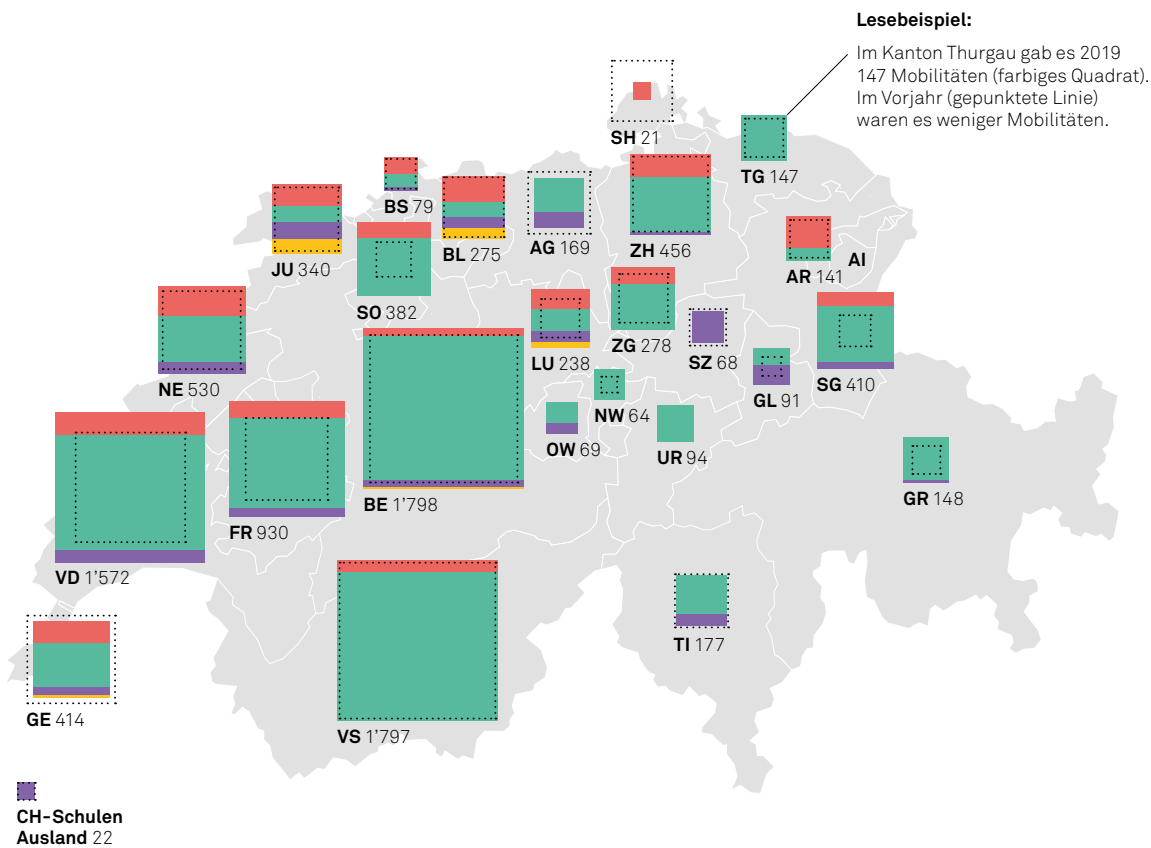 Lesebeispiel:
Im Kanton Thurgau gab es 2019
147 Mobilitäten (farbiges Quadrat).
Im Vorjahr (gepunktete Linie)
waren es weniger Mobilitäten.
SH 21
TG 147
BS 79
BL 275
AG 169
ZH 456
JU 340
SO 382
AR 141
AI
NE 530
LU 238
ZG 278
SZ 68
GL 91
SG 410
NW 64
OW 69
UR 94
GR 148
BE 1'798
FR 930
VD 1'572
TI 177
GE 414
VS 1'797
CH-Schulen
Ausland 22